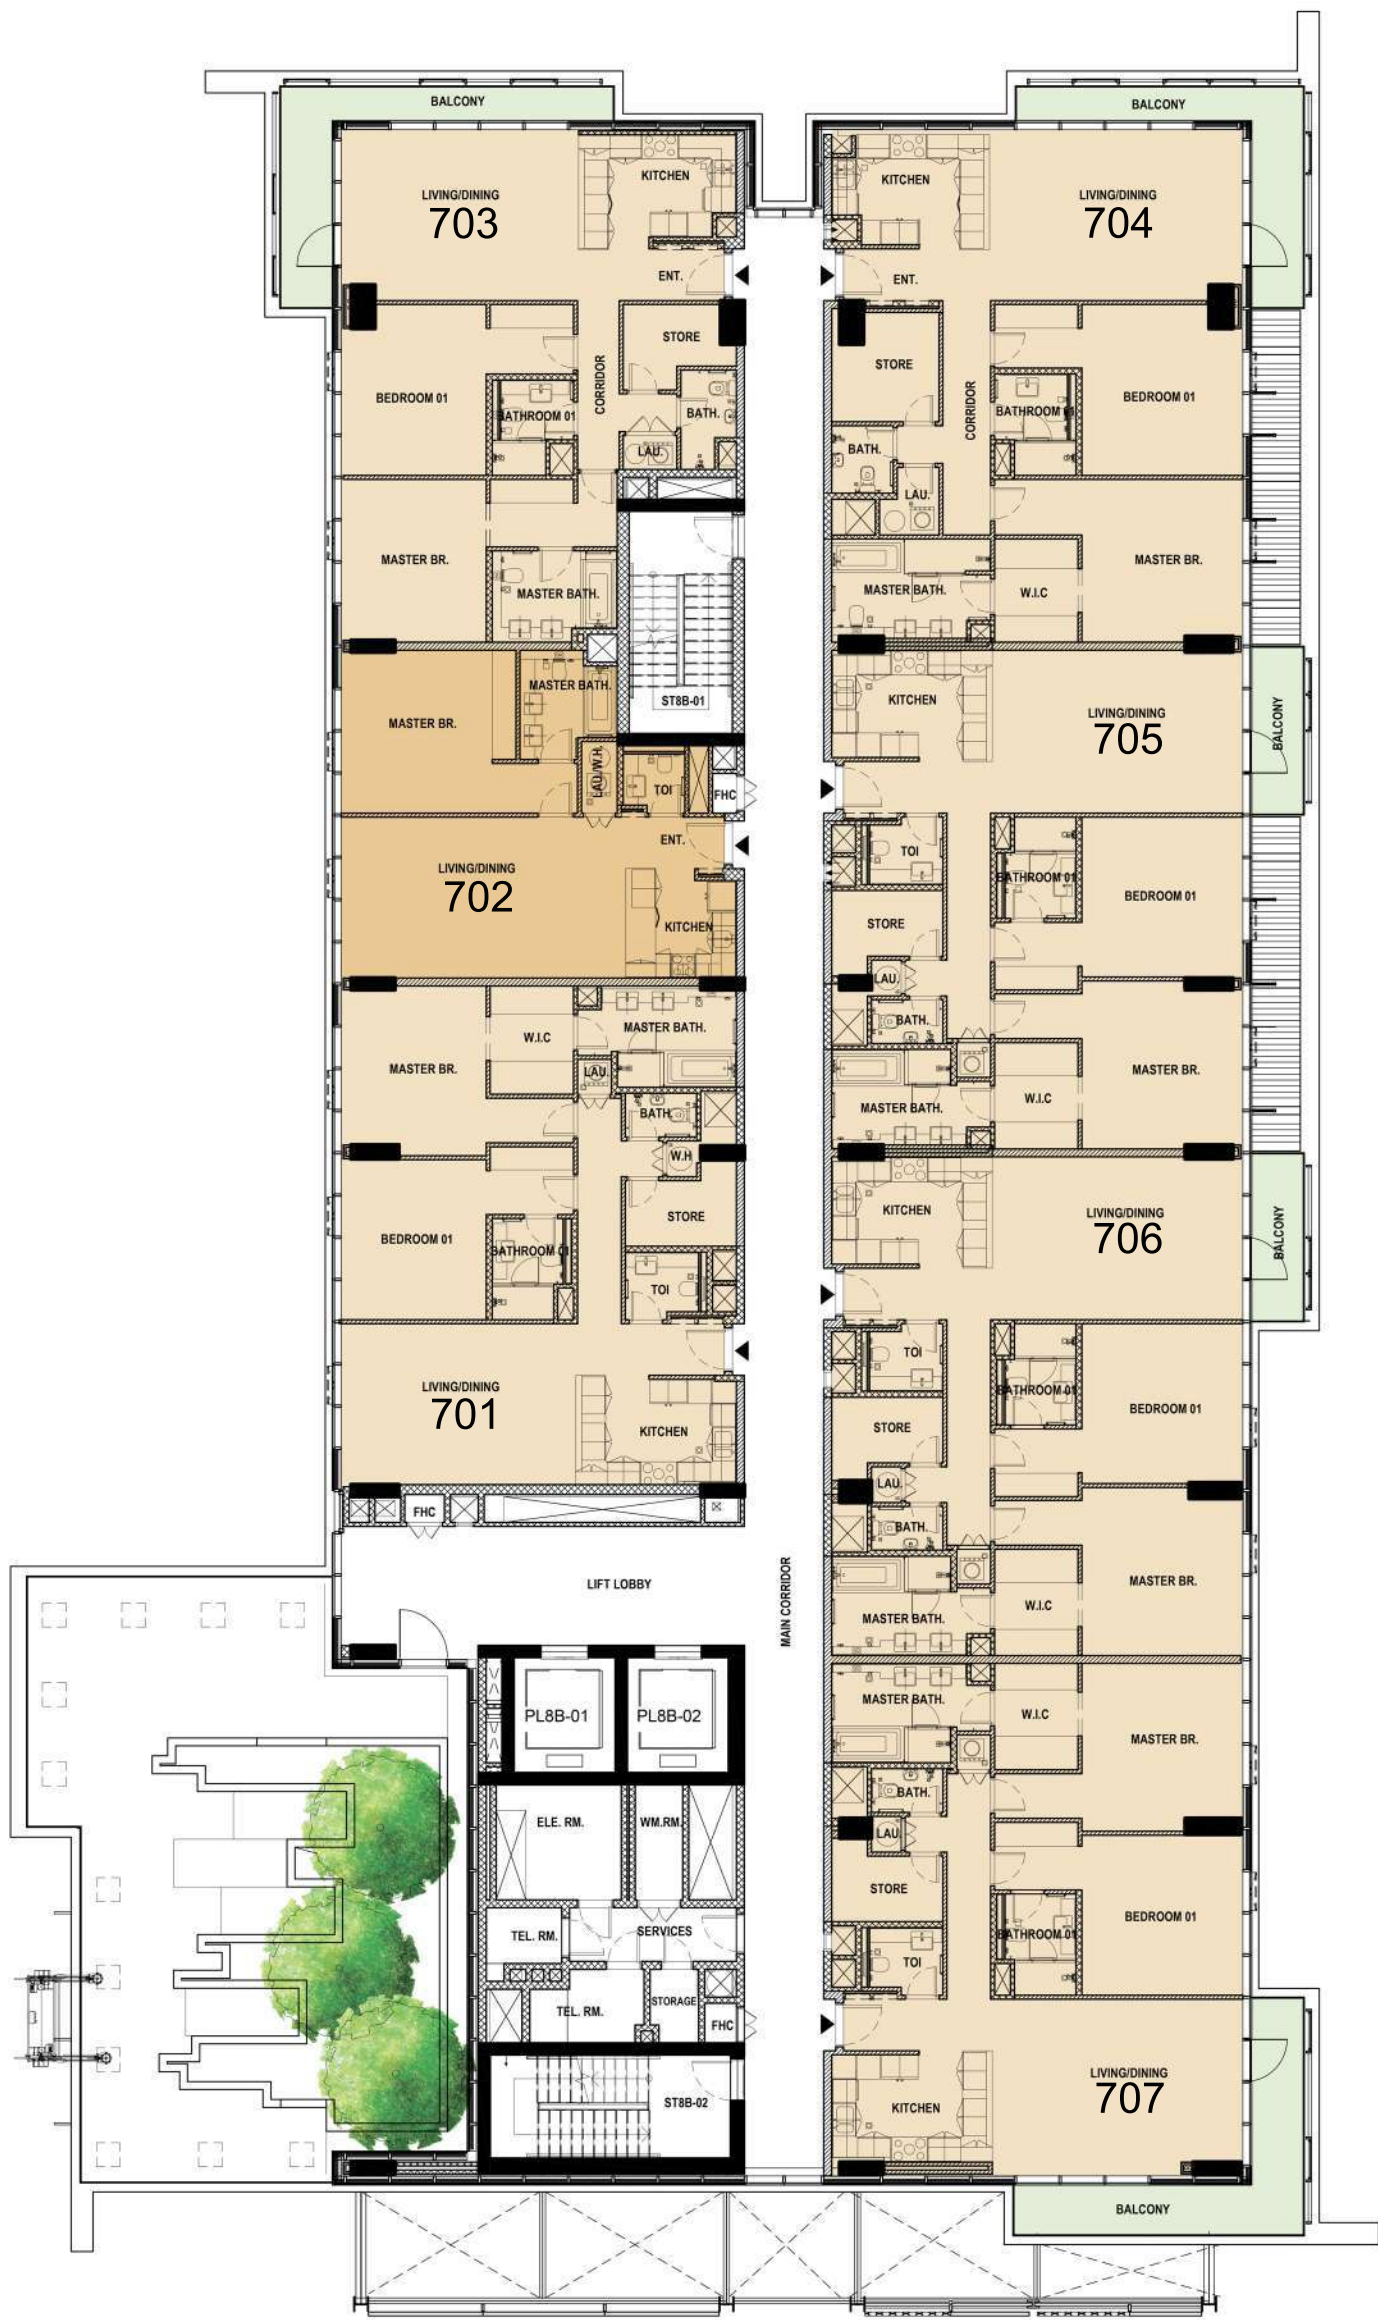 BALCONY
BALCONY
KITCHEN
LIVING/DINING
703
ENT.
KITCHEN
LIVING/DINING
704
ENT.
STORE
BEDROOM 01
BATHROOM 01
CORRIDOR
BATH.
LAU.
STORE
CORRIDOR
BEDROOM 01
BATHROOM 01
BATH.
LAU.
MASTER BR.
MASTER BATH.
MASTER BR.
MASTER BATH.
W.I.C
ST8B-01
MASTER BR.
MASTER BATH.
LAU./W.H.
TOI
FHC
ENT.
LIVING/DINING
702
KITCHEN
KITCHEN
LIVING/DINING
705
BALCONY
TOI
BATHROOM 01
BEDROOM 01
STORE
LAU.
BATH.
MASTER BR.
MASTER BATH.
W.I.C
MASTER BR.
W.I.C
MASTER BATH.
LAU.
BATH.
W.H
STORE
BEDROOM 01
BATHROOM 01
TOI
LIVING/DINING
701
KITCHEN
KITCHEN
LIVING/DINING
706
BALCONY
TOI
BATHROOM 01
BEDROOM 01
STORE
LAU.
BATH.
MASTER BR.
MASTER BATH.
W.I.C
FHC
LIFT LOBBY
MAIN CORRIDOR
PL8B-01
PL8B-02
MASTER BATH.
W.I.C
MASTER BR.
BATH.
LAU.
STORE
BATHROOM 01
BEDROOM 01
TOI
ELE. RM.
WM.RM.
TEL. RM.
SERVICES
TEL. RM.
STORAGE
FHC
ST8B-02
KITCHEN
LIVING/DINING
707
BALCONY